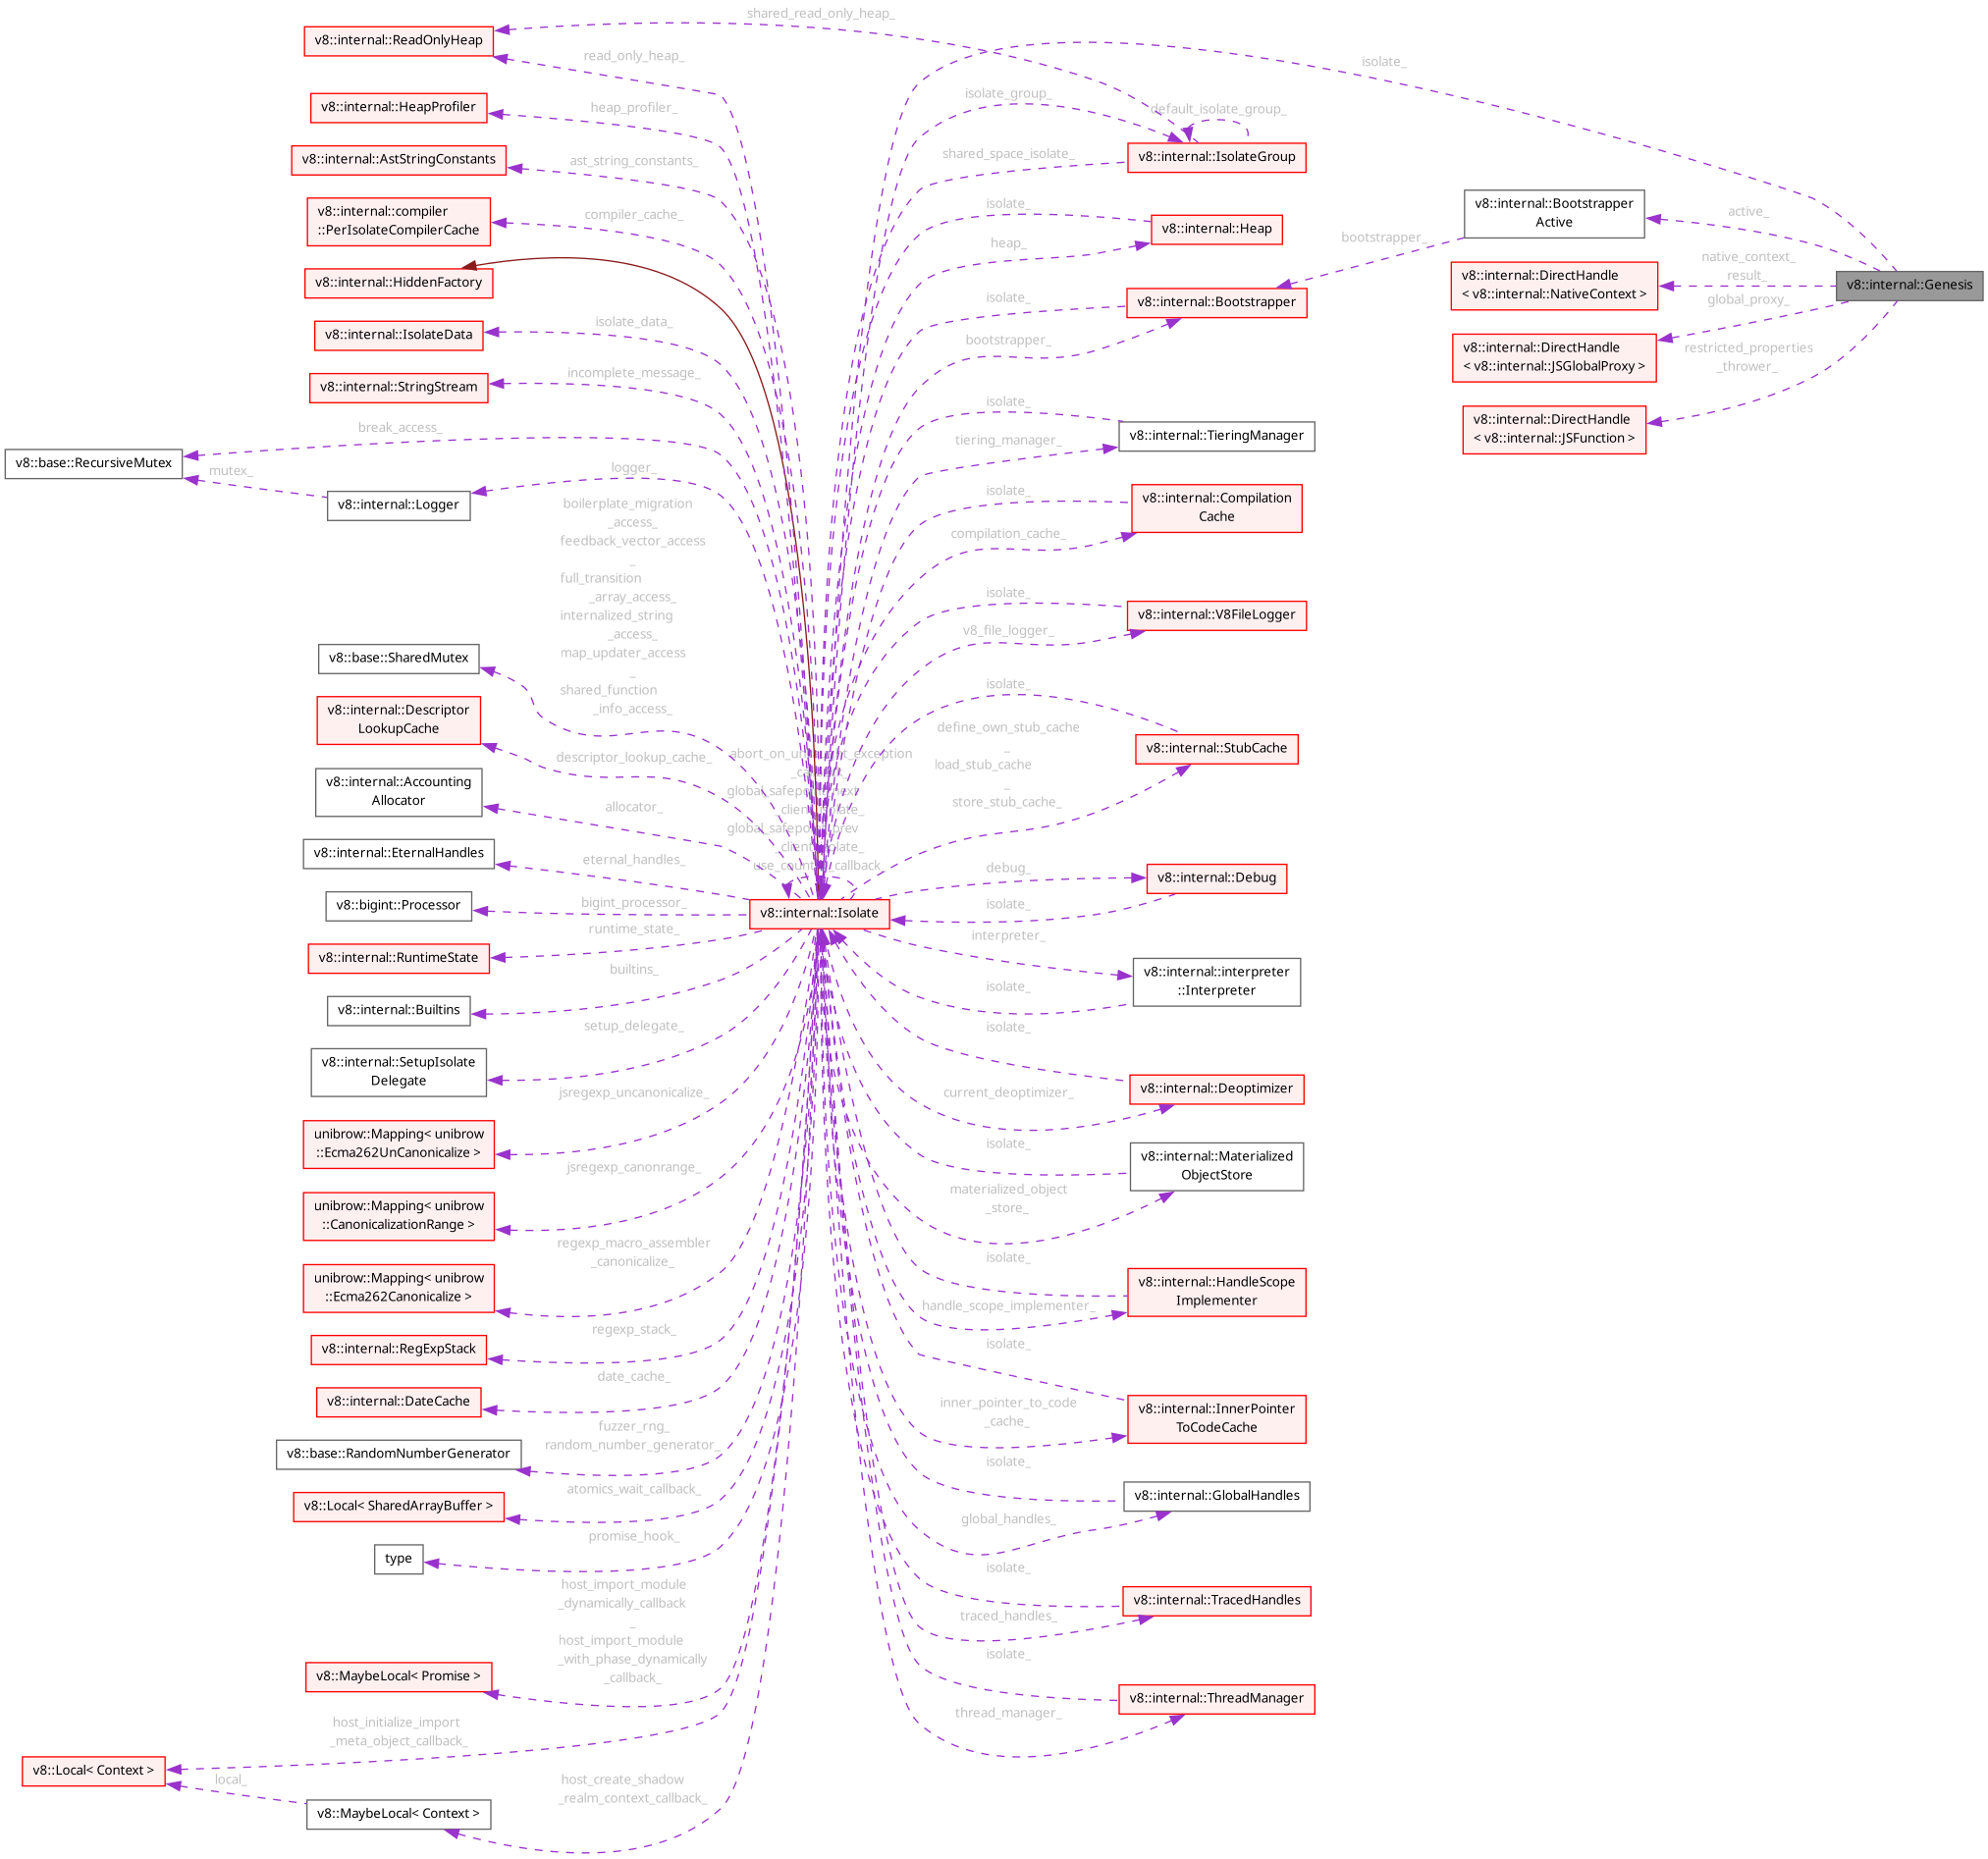 shared_read_only_heap_
v8::internal::ReadOnlyHeap
read_only_heap_
isolate_
v8::internal::HeapProfiler
heap_profiler_
isolate_group_
default_isolate_group_
v8::internal::AstStringConstants
ast_string_constants_
shared_space_isolate_
v8::internal::IsolateGroup
v8::internal::compiler
::PerIsolateCompilerCache
compiler_cache_
isolate_
v8::internal::Heap
heap_
v8::internal::Bootstrapper
Active
active_
bootstrapper_
native_context_
result_
v8::internal::DirectHandle
< v8::internal::NativeContext >
v8::internal::Genesis
v8::internal::HiddenFactory
isolate_
v8::internal::Bootstrapper
global_proxy_
v8::internal::IsolateData
isolate_data_
bootstrapper_
v8::internal::DirectHandle
< v8::internal::JSGlobalProxy >
restricted_properties
_thrower_
v8::internal::StringStream
incomplete_message_
isolate_
v8::internal::DirectHandle
< v8::internal::JSFunction >
break_access_
tiering_manager_
v8::internal::TieringManager
v8::base::RecursiveMutex
mutex_
logger_
v8::internal::Logger
isolate_
v8::internal::Compilation
Cache
compilation_cache_
boilerplate_migration
_access_
feedback_vector_access
_
full_transition
_array_access_
internalized_string
_access_
map_updater_access
_
shared_function
_info_access_
isolate_
v8::internal::V8FileLogger
v8_file_logger_
v8::base::SharedMutex
isolate_
v8::internal::Descriptor
LookupCache
descriptor_lookup_cache_
define_own_stub_cache
_
load_stub_cache
_
store_stub_cache_
v8::internal::StubCache
v8::internal::Accounting
Allocator
allocator_
v8::internal::EternalHandles
eternal_handles_
debug_
v8::internal::Debug
v8::bigint::Processor
bigint_processor_
v8::internal::Isolate
isolate_
v8::internal::RuntimeState
runtime_state_
interpreter_
v8::internal::interpreter
::Interpreter
isolate_
v8::internal::Builtins
builtins_
isolate_
v8::internal::SetupIsolate
Delegate
setup_delegate_
v8::internal::Deoptimizer
current_deoptimizer_
unibrow::Mapping< unibrow
::Ecma262UnCanonicalize >
jsregexp_uncanonicalize_
isolate_
v8::internal::Materialized
ObjectStore
materialized_object
_store_
unibrow::Mapping< unibrow
::CanonicalizationRange >
jsregexp_canonrange_
isolate_
v8::internal::HandleScope
Implementer
handle_scope_implementer_
unibrow::Mapping< unibrow
::Ecma262Canonicalize >
regexp_macro_assembler
_canonicalize_
v8::internal::RegExpStack
regexp_stack_
isolate_
v8::internal::DateCache
date_cache_
inner_pointer_to_code
_cache_
v8::internal::InnerPointer
ToCodeCache
v8::base::RandomNumberGenerator
fuzzer_rng_
random_number_generator_
isolate_
v8::internal::GlobalHandles
global_handles_
v8::Local< SharedArrayBuffer >
atomics_wait_callback_
type
promise_hook_
isolate_
v8::internal::TracedHandles
traced_handles_
host_import_module
_dynamically_callback
_
host_import_module
_with_phase_dynamically
_callback_
v8::MaybeLocal< Promise >
isolate_
v8::internal::ThreadManager
thread_manager_
host_initialize_import
_meta_object_callback_
v8::Local< Context >
local_
v8::MaybeLocal< Context >
host_create_shadow
_realm_context_callback_